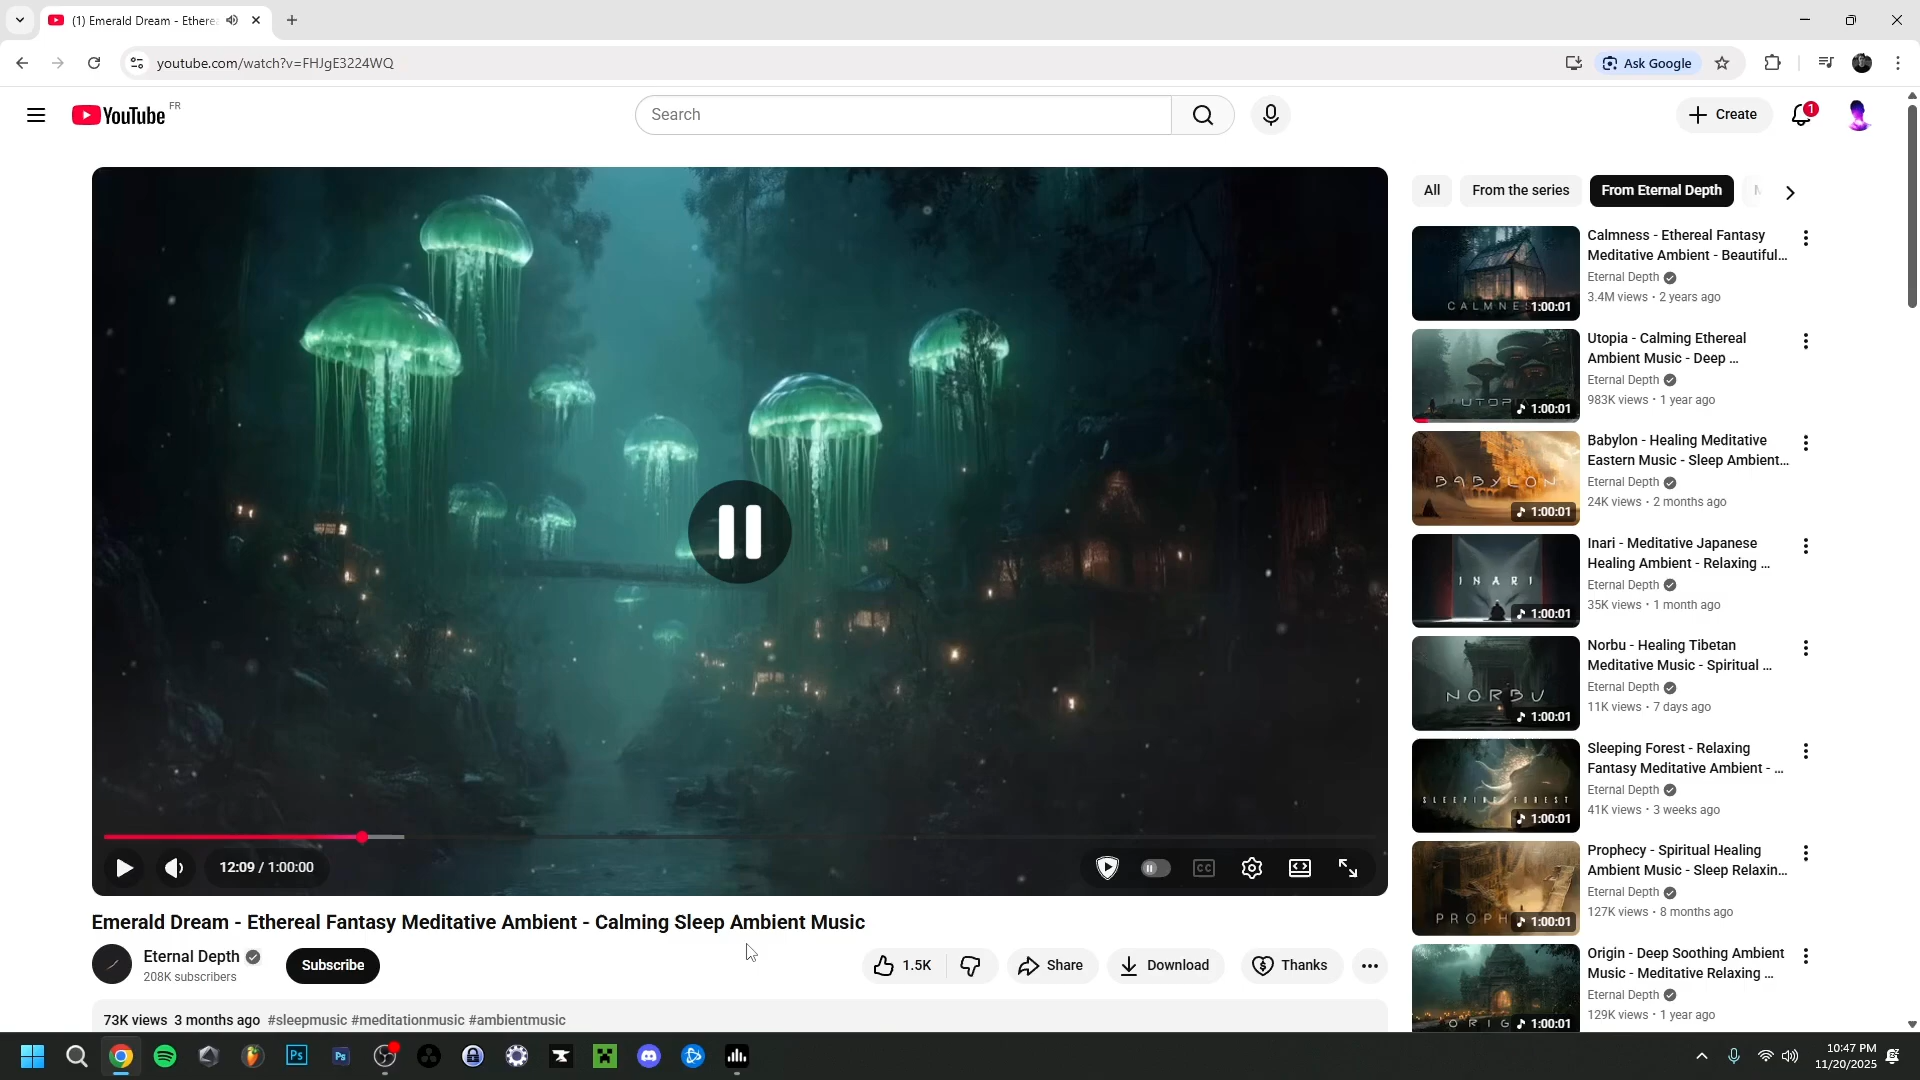 (1) Emerald Dream - Ethere
youtube.com/watch?v=FHJgE3224WQ
Ask Google
YouTube
FR
Search
Create
1
All
From the series
From Eternal Depth
Calmness - Ethereal Fantasy
Meditative Ambient - Beautiful...
Eternal Depth
3.4M views • 2 years ago
CALMNE
1:00:01
Utopia - Calming Ethereal
Ambient Music - Deep ...
Eternal Depth
983K views • 1 year ago
UTOP
1:00:01
Babylon - Healing Meditative
Eastern Music - Sleep Ambient...
Eternal Depth
24K views • 2 months ago
BABYLON
1:00:01
Inari - Meditative Japanese
Healing Ambient - Relaxing ...
Eternal Depth
35K views • 1 month ago
INARI
1:00:01
Norbu - Healing Tibetan
Meditative Music - Spiritual ...
Eternal Depth
11K views • 7 days ago
NORBU
1:00:01
Sleeping Forest - Relaxing
Fantasy Meditative Ambient - ...
Eternal Depth
41K views • 3 weeks ago
SLEEPING FOREST
1:00:01
Prophecy - Spiritual Healing
Ambient Music - Sleep Relaxin...
Eternal Depth
127K views • 8 months ago
PROPH
1:00:01
Origin - Deep Soothing Ambient
Music - Meditative Relaxing ...
Eternal Depth
129K views • 1 year ago
ORIG
1:00:01
12:09 / 1:00:00
CC
Emerald Dream - Ethereal Fantasy Meditative Ambient - Calming Sleep Ambient Music
Eternal Depth
208K subscribers
Subscribe
1.5K
Share
Download
Thanks
73K views 3 months ago #sleepmusic #meditationmusic #ambientmusic
Ps
Ps
10:47 PM
11/20/2025